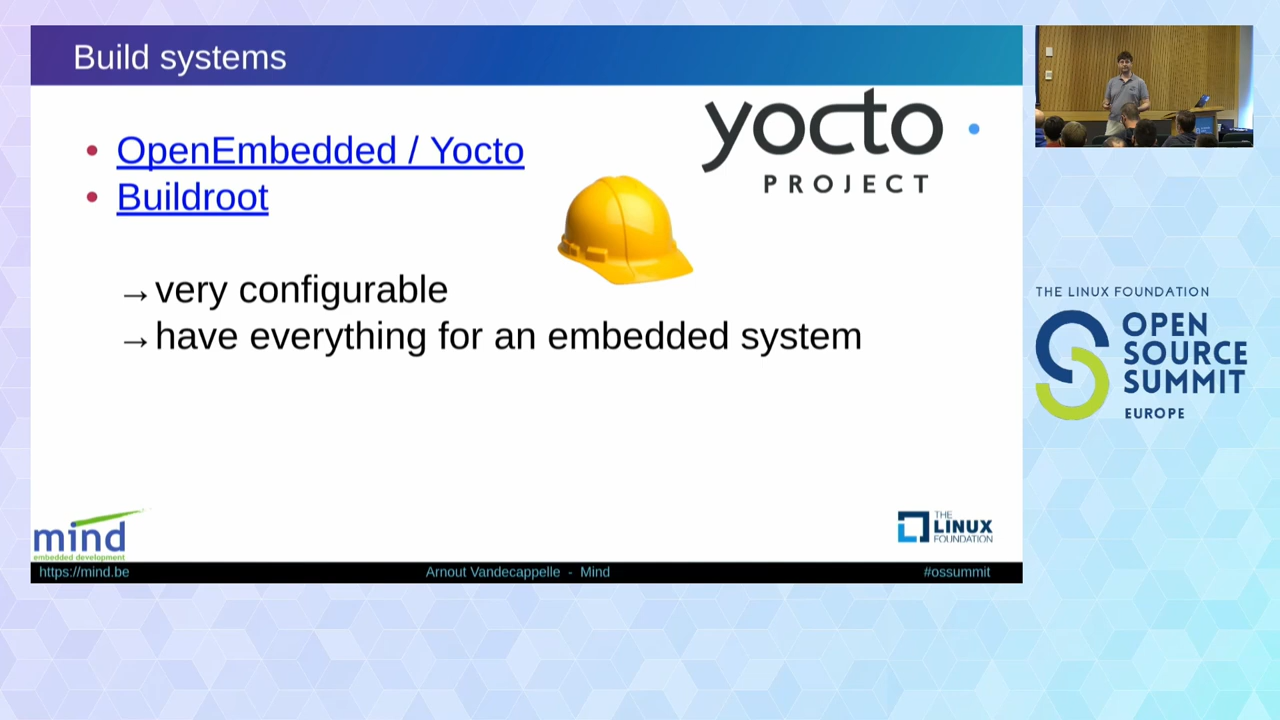 Build systems
yocto
PROJECT
• OpenEmbedded / Yocto
• Buildroot
→very configurable
→have everything for an embedded system
mind
embedded development
THE
LINUX
FOUNDATION
https://mind.be
Arnout Vandecappelle - Mind
#ossummit
THE LINUX FOUNDATION
OPEN
SOURCE
SUMMIT
EUROPE